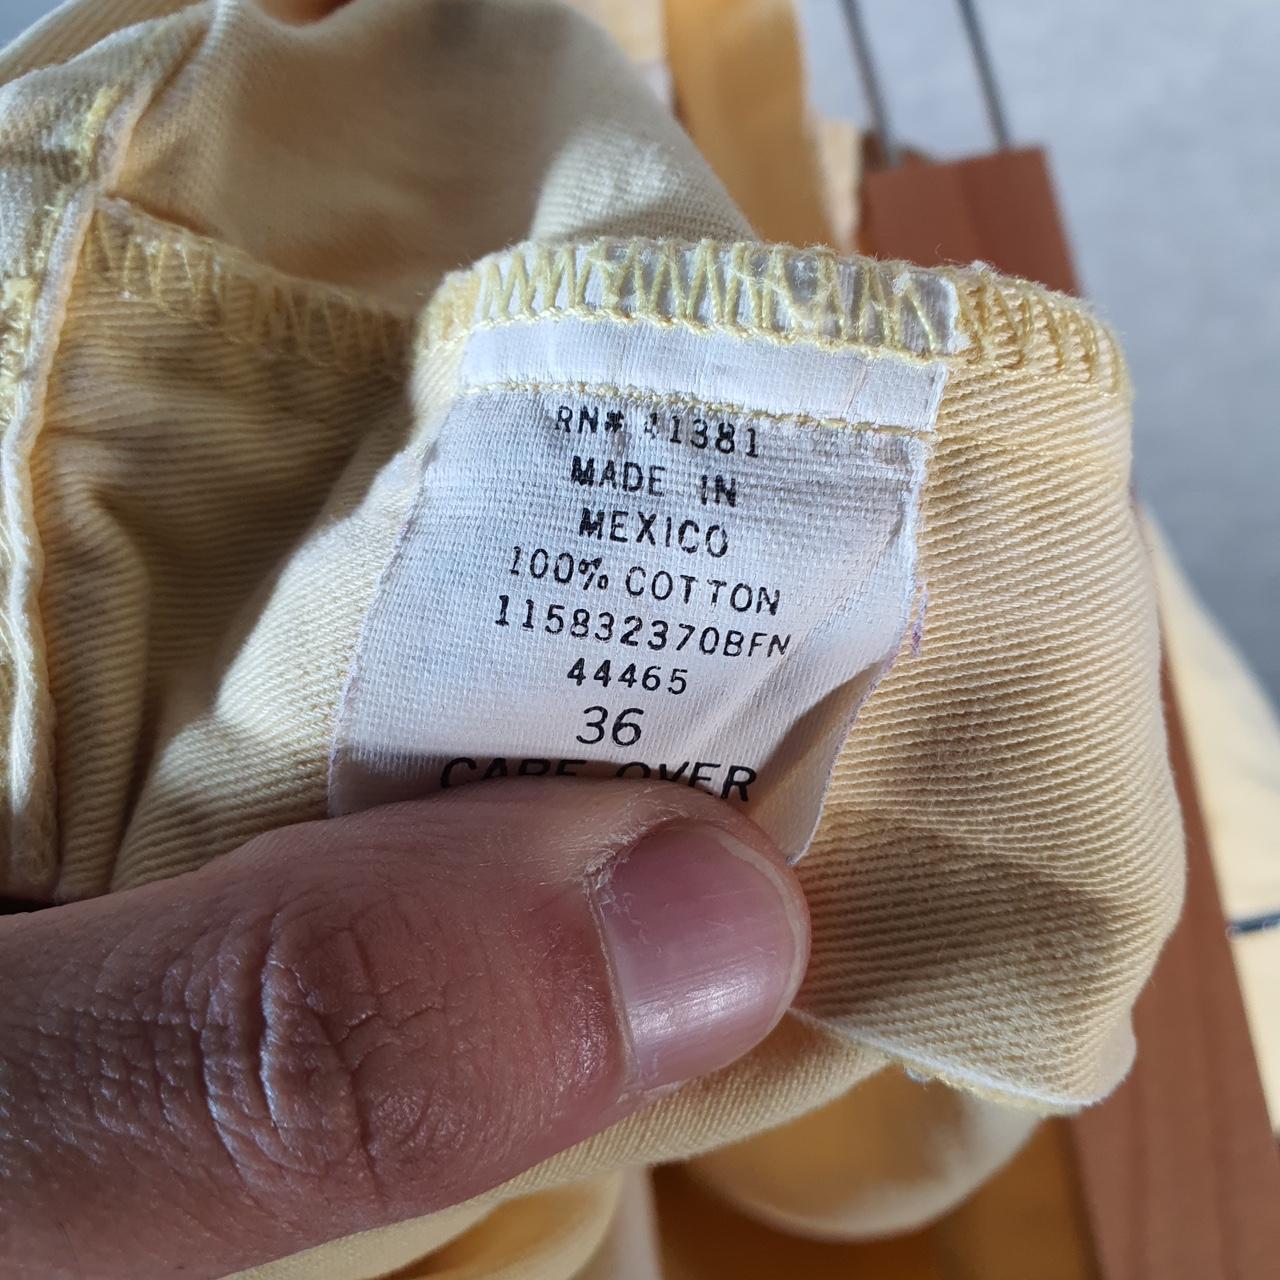 RN# 41381
MADE IN
MEXICO
100% COTTON
115832370BFN
44465
36
CARE OVER